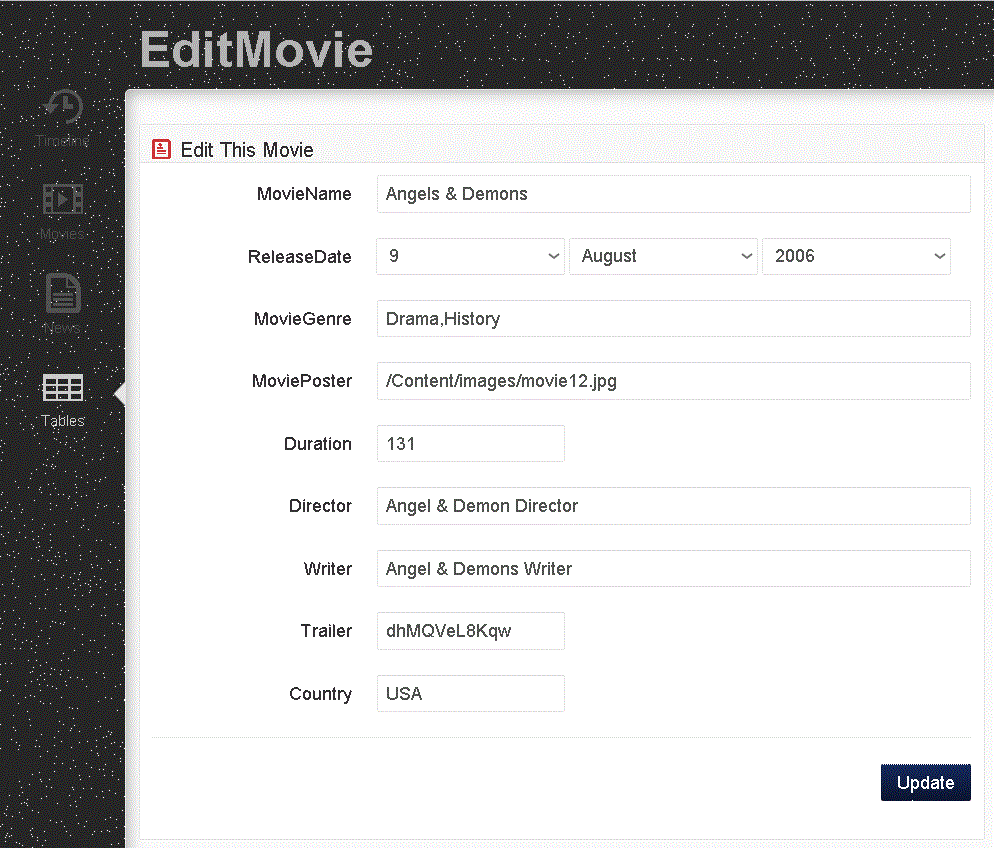 EditMovie
Timeline
Movies
News
Tables
Edit This Movie
MovieName Angels & Demons
ReleaseDate 9 August 2006
MovieGenre Drama,History
MoviePoster /Content/images/movie12.jpg
Duration 131
Director Angel & Demon Director
Writer Angel & Demons Writer
Trailer dhMQVeL8Kqw
Country USA
Update